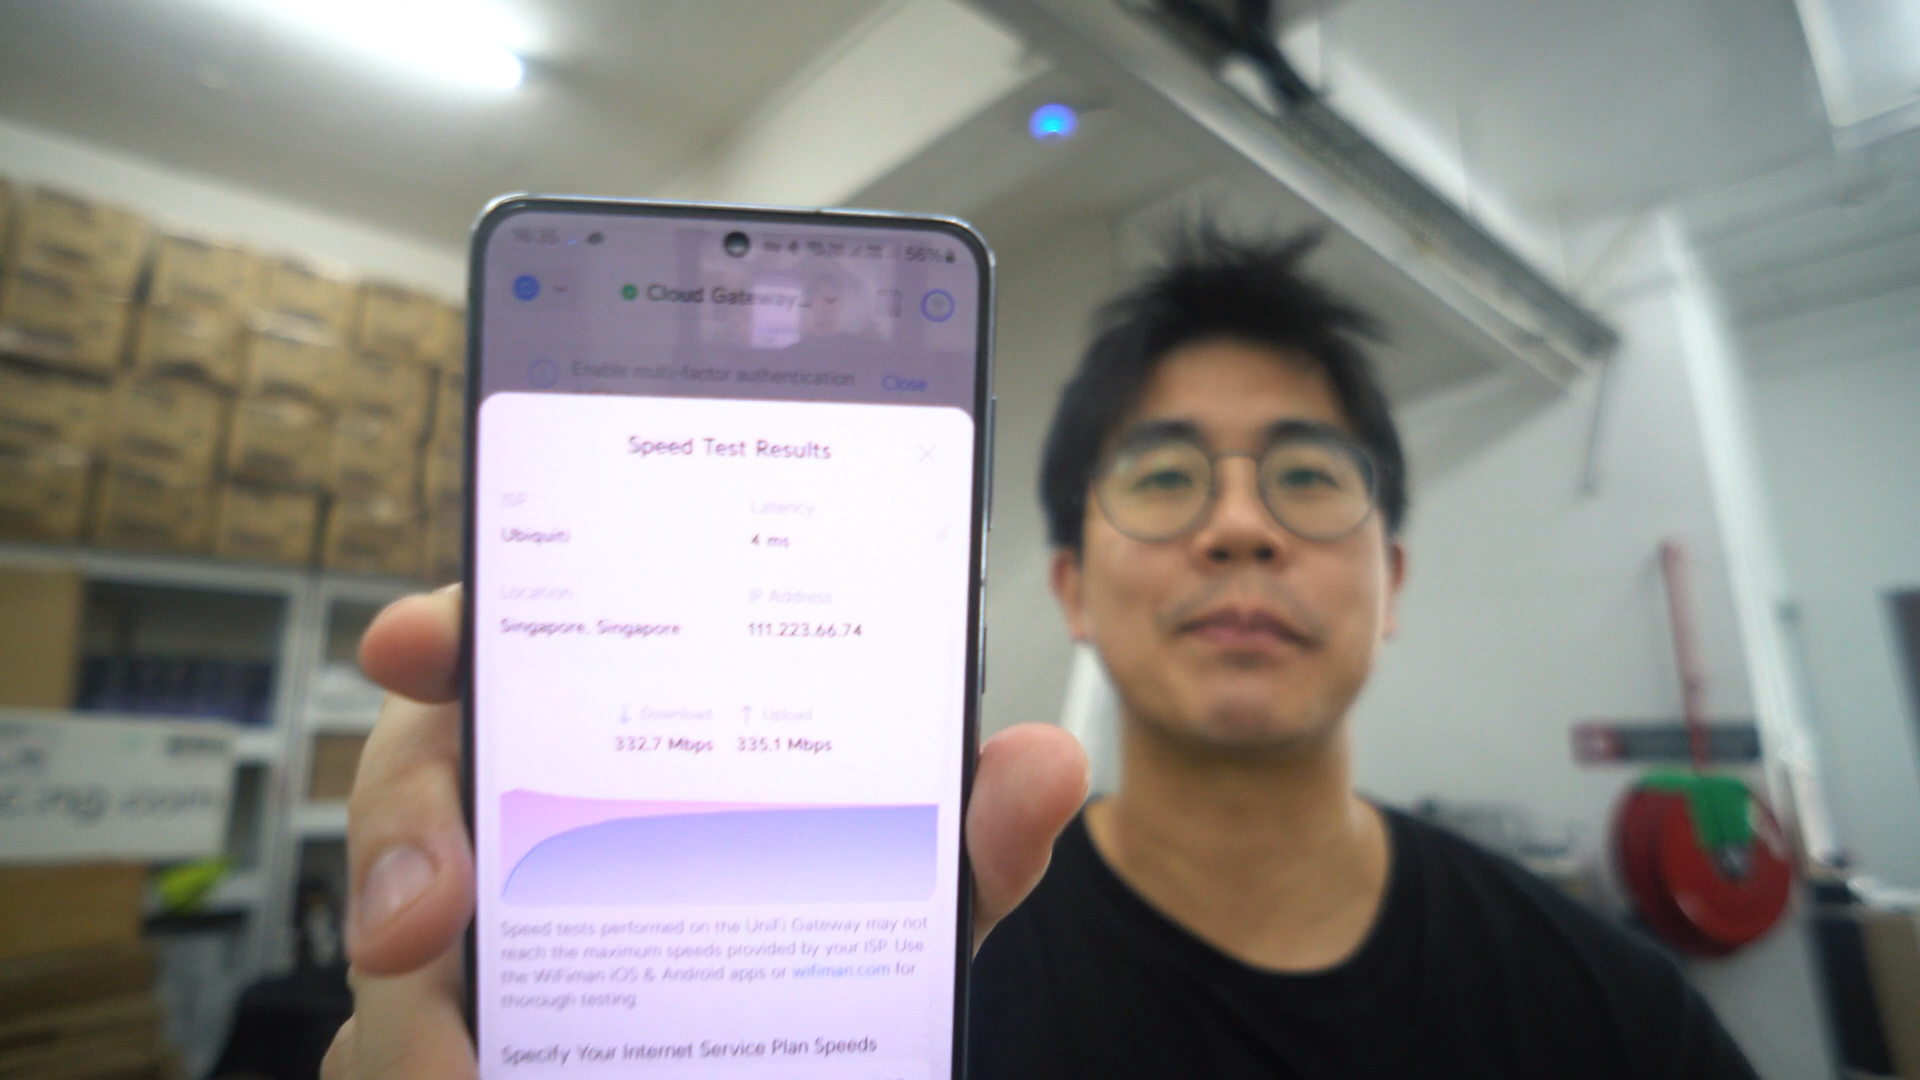 56%
Cloud Gateway...
Enable multi-factor authentication
Close
Speed Test Results
ISP
Latency
Ubiquiti
4 ms
Location
IP Address
Singapore, Singapore
111.223.66.74
Download
Upload
332.7 Mbps
335.1 Mbps
Speed tests performed on the UniFi Gateway may not
reach the maximum speeds provided by your ISP. Use
the WiFiman iOS & Android apps or wifiman.com for
thorough testing.
Specify Your Internet Service Plan Speeds